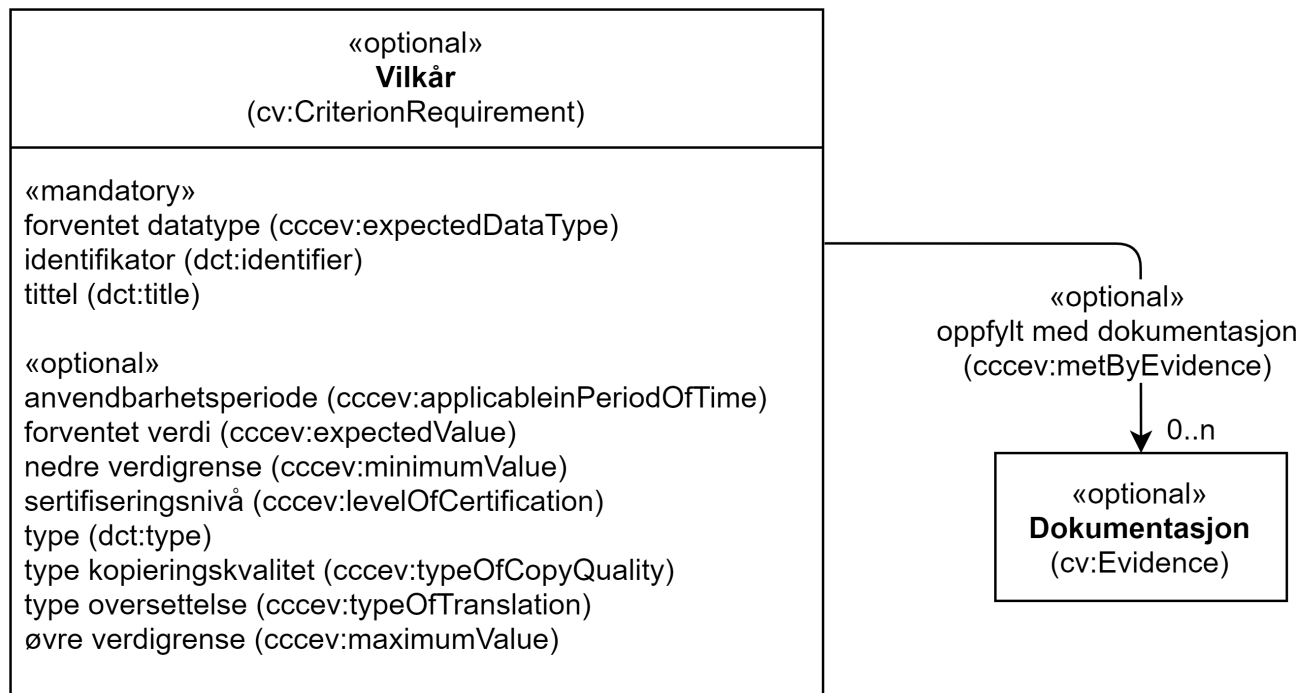 «optional»
Vilkår
(cv:CriterionRequirement)
«mandatory»
forventet datatype (cccev:expectedDataType)
identifikator (dct:identifier)
tittel (dct:title)
«optional»
anvendbarhetsperiode (cccev:applicableinPeriodOfTime)
forventet verdi (cccev:expectedValue)
nedre verdigrense (cccev:minimumValue)
sertifiseringsnivå (cccev:levelOfCertification)
type (dct:type)
type kopieringskvalitet (cccev:typeOfCopyQuality)
type oversettelse (cccev:typeOfTranslation)
øvre verdigrense (cccev:maximumValue)
«optional»
oppfylt med dokumentasjon
(cccev:metByEvidence)
0..n
«optional»
Dokumentasjon
(cv:Evidence)